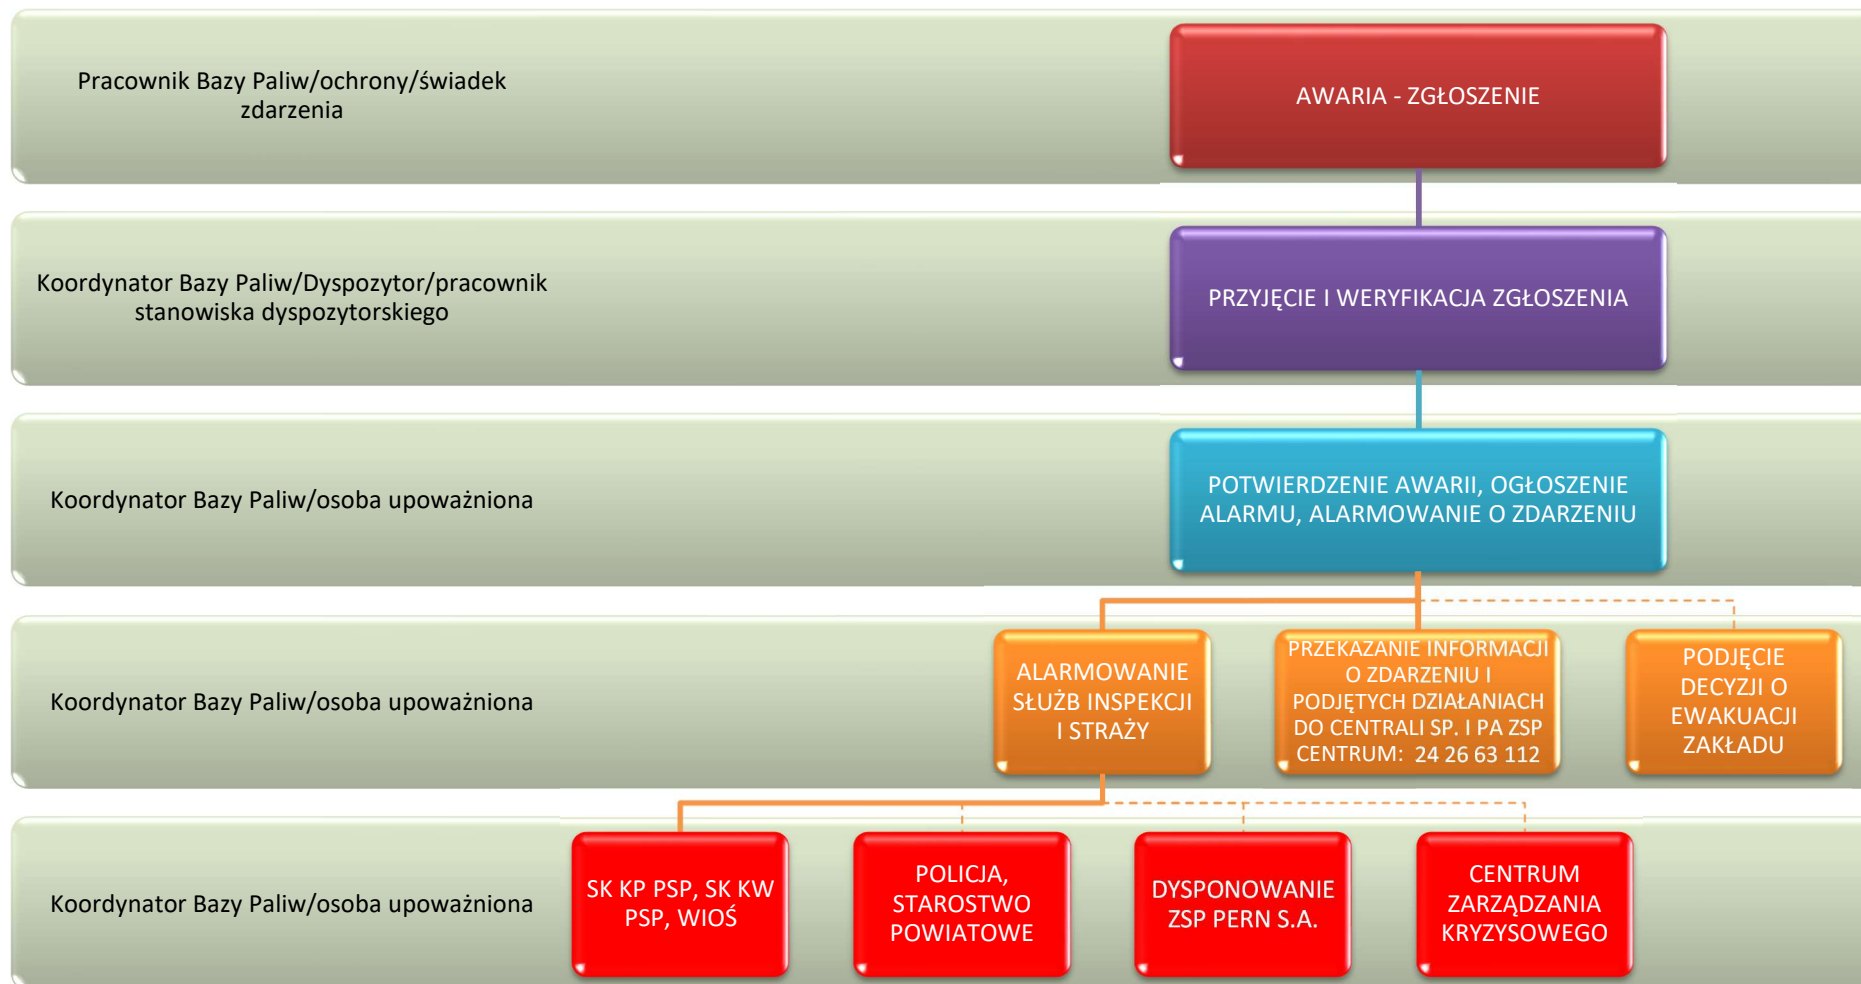 Pracownik Bazy Paliw/ochrony/świadek
zdarzenia
AWARIA - ZGŁOSZENIE
Koordynator Bazy Paliw/Dyspozytor/pracownik
stanowiska dyspozytorskiego
PRZYJĘCIE I WERYFIKACJA ZGŁOSZENIA
Koordynator Bazy Paliw/osoba upoważniona
POTWIERDZENIE AWARII, OGŁOSZENIE
ALARMU, ALARMOWANIE O ZDARZENIU
Koordynator Bazy Paliw/osoba upoważniona
ALARMOWANIE
SŁUŻB INSPEKCJI
I STRAŻY
PRZEKAZANIE INFORMACJI
O ZDARZENIU I
PODJĘTYCH DZIAŁANIACH
DO CENTRALI SP. I PA ZSP
CENTRUM: 24 26 63 112
PODJĘCIE
DECYZJI O
EWAKUACJI
ZAKŁADU
Koordynator Bazy Paliw/osoba upoważniona
SK KP PSP, SK KW
PSP, WIOŚ
POLICJA,
STAROSTWO
POWIATOWE
DYSPONOWANIE
ZSP PERN S.A.
CENTRUM
ZARZĄDZANIA
KRYZYSOWEGO